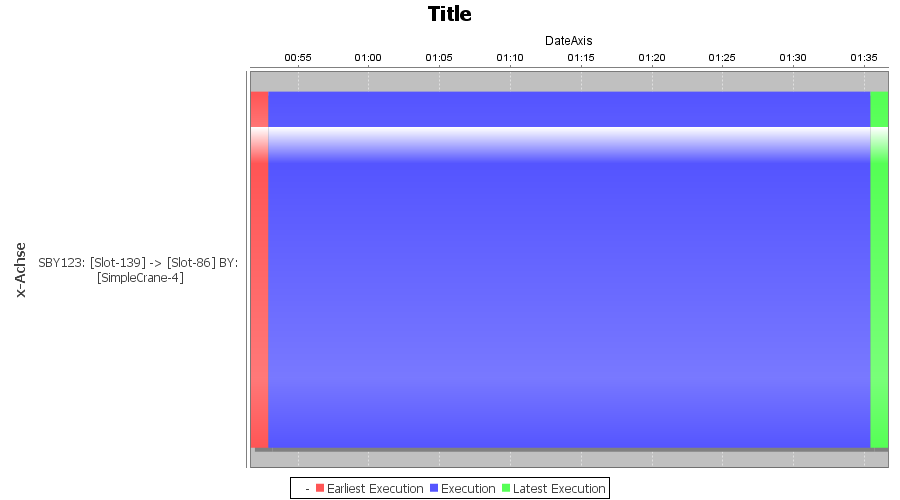 Title
DateAxis
00:55 01:00 01:05 01:10 01:15 01:20 01:25 01:30 01:35
x-Achse
SBY123: [Slot-139] -> [Slot-86] BY:
[SimpleCrane-4]
- Earliest Execution Execution Latest Execution